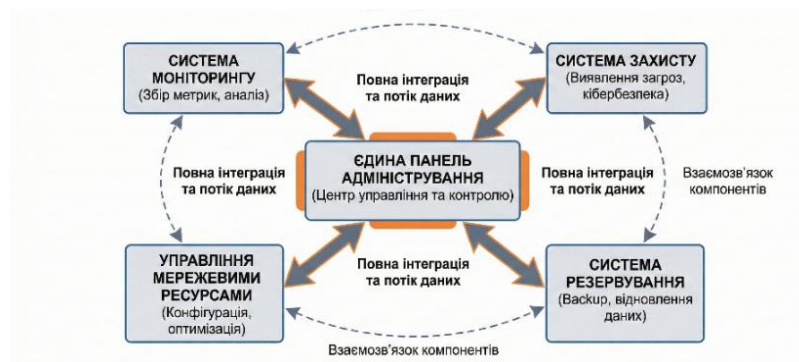 СИСТЕМА
МОНІТОРИНГУ
(Збір метрик, аналіз)
Повна інтеграція
та потік даних
СИСТЕМА ЗАХИСТУ
(Виявлення загроз,
кібербезпека)
Повна інтеграція
та потік даних
ЄДИНА ПАНЕЛЬ
АДМІНІСТРУВАННЯ
(Центр управління та контролю)
Повна інтеграція
та потік даних
Взаємозв'язок
компонентів
УПРАВЛІННЯ
МЕРЕЖЕВИМИ
РЕСУРСАМИ
(Конфігурація,
оптимізація)
Повна інтеграція
та потік даних
СИСТЕМА
РЕЗЕРВУВАННЯ
(Backup, відновлення
даних)
Взаємозв'язок компонентів